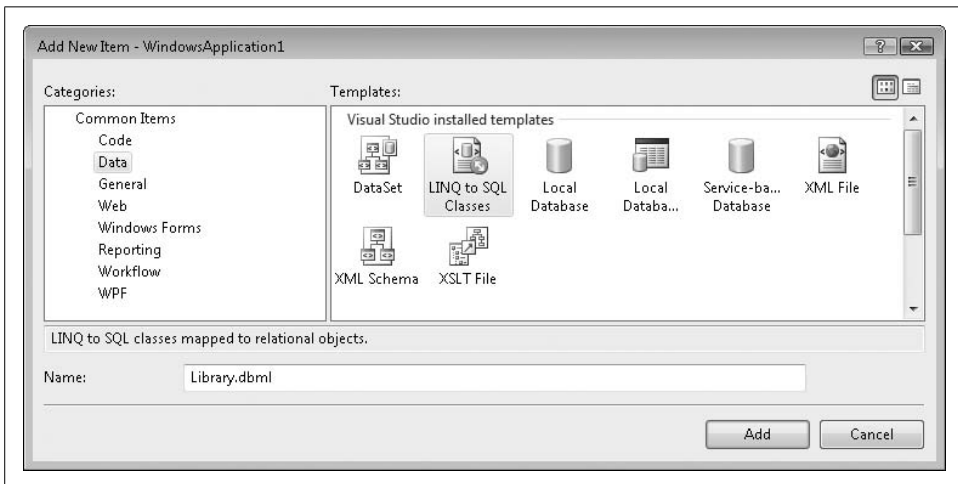 Add New Item - WindowsApplication1
Categories:
Templates:
Common Items
Code
Data
General
Web
Windows Forms
Reporting
Workflow
WPF
Visual Studio installed templates
DataSet
LINQ to SQL
Classes
Local
Database
Local
Databa...
Service-ba...
Database
XML File
XML Schema
XSLT File
LINQ to SQL classes mapped to relational objects.
Name:
Library.dbml
Add
Cancel